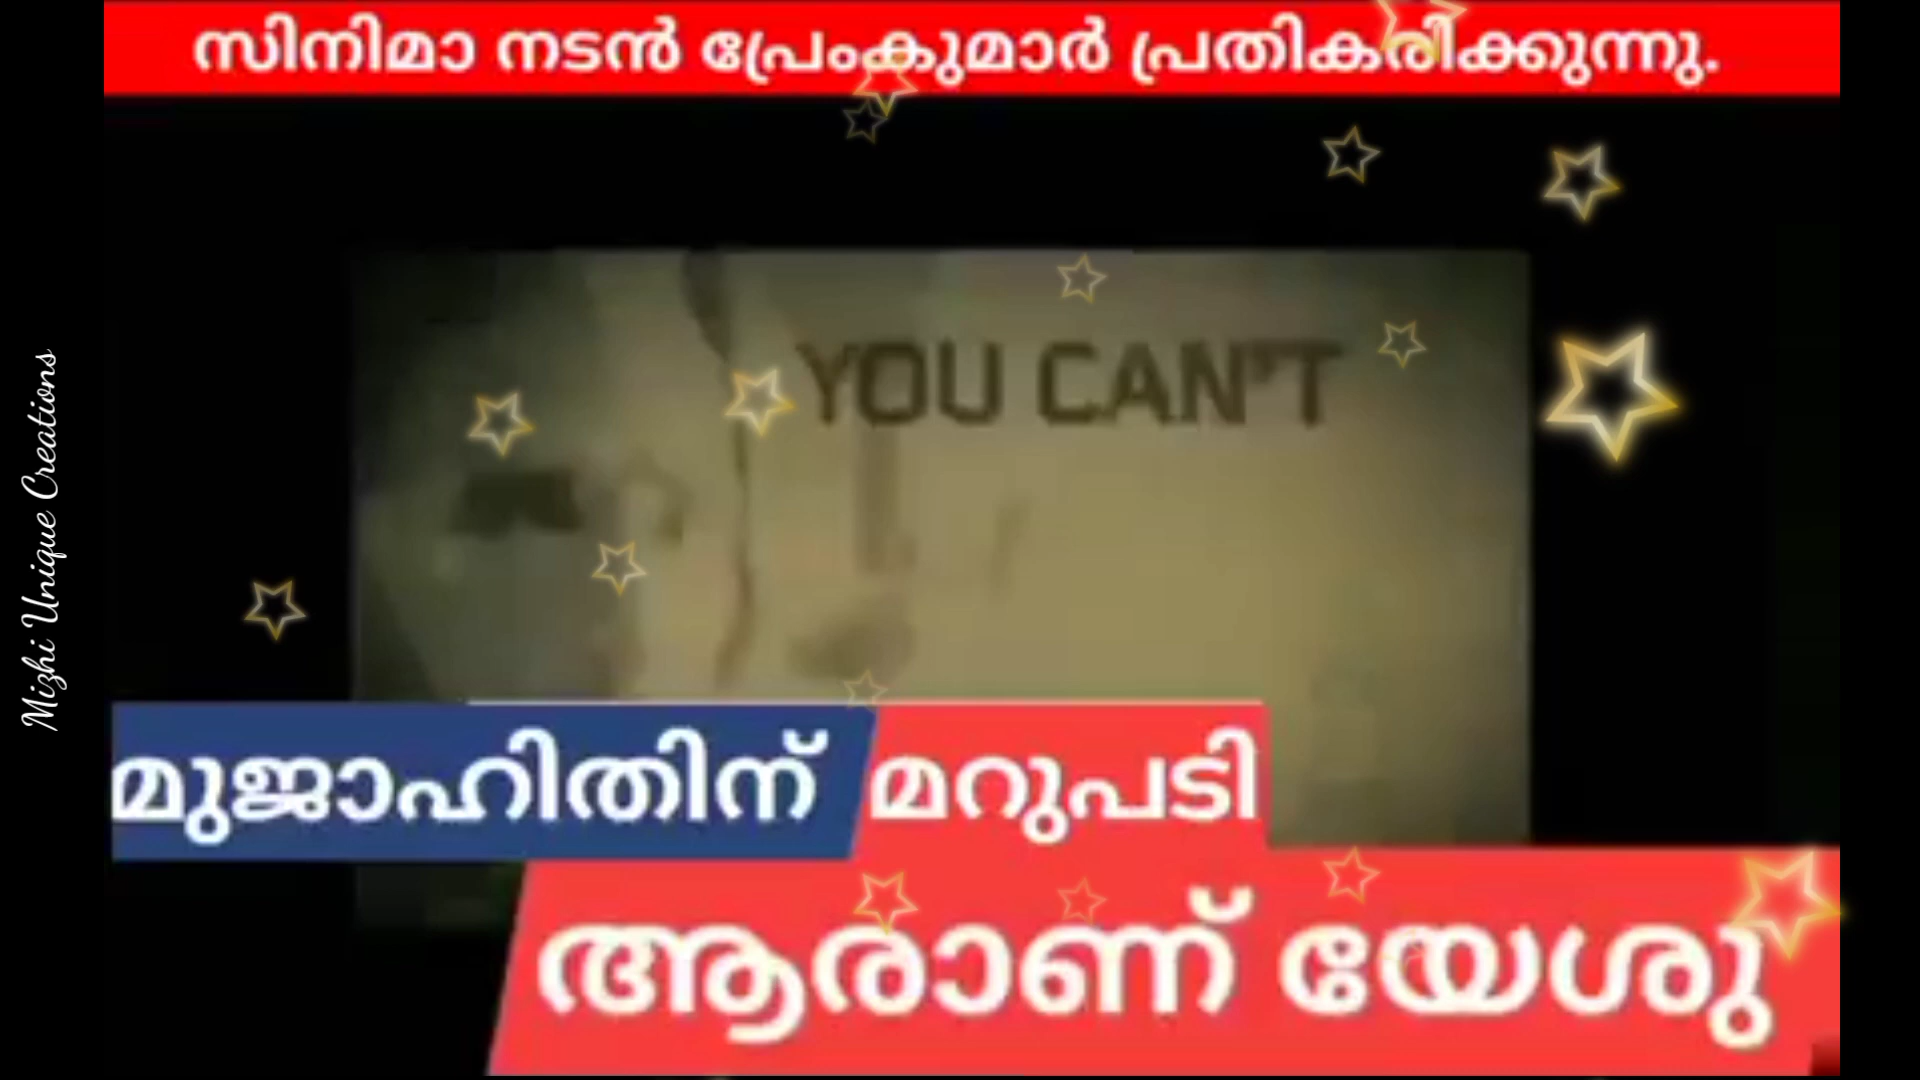 സിനിമാ നടൻ പ്രേംകുമാർ പ്രതികരിക്കുന്നു.
YOU CAN'T
മുജാഹിതിന് മറുപടി
ആരാണ് യേശു
Mizhi Unique Creations